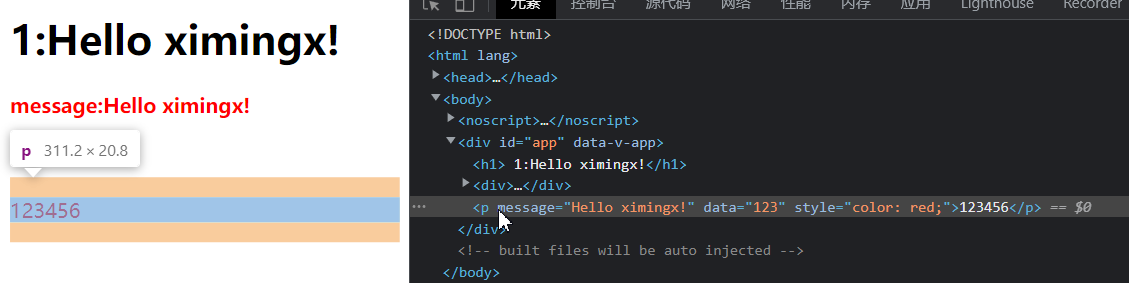 1:Hello ximingx!
message:Hello ximingx!
p 311.2 × 20.8
123456
元素 控制台 源代码 网络 性能 内存 应用 Lighthouse Recorder
<!DOCTYPE html>
<html lang>
<head>…</head>
<body>
<noscript>…</noscript>
<div id="app" data-v-app>
<h1> 1:Hello ximingx!</h1>
<div>…</div>
<p message="Hello ximingx!" data="123" style="color: red;">123456</p> == $0
</div>
<!-- built files will be auto injected -->
</body>